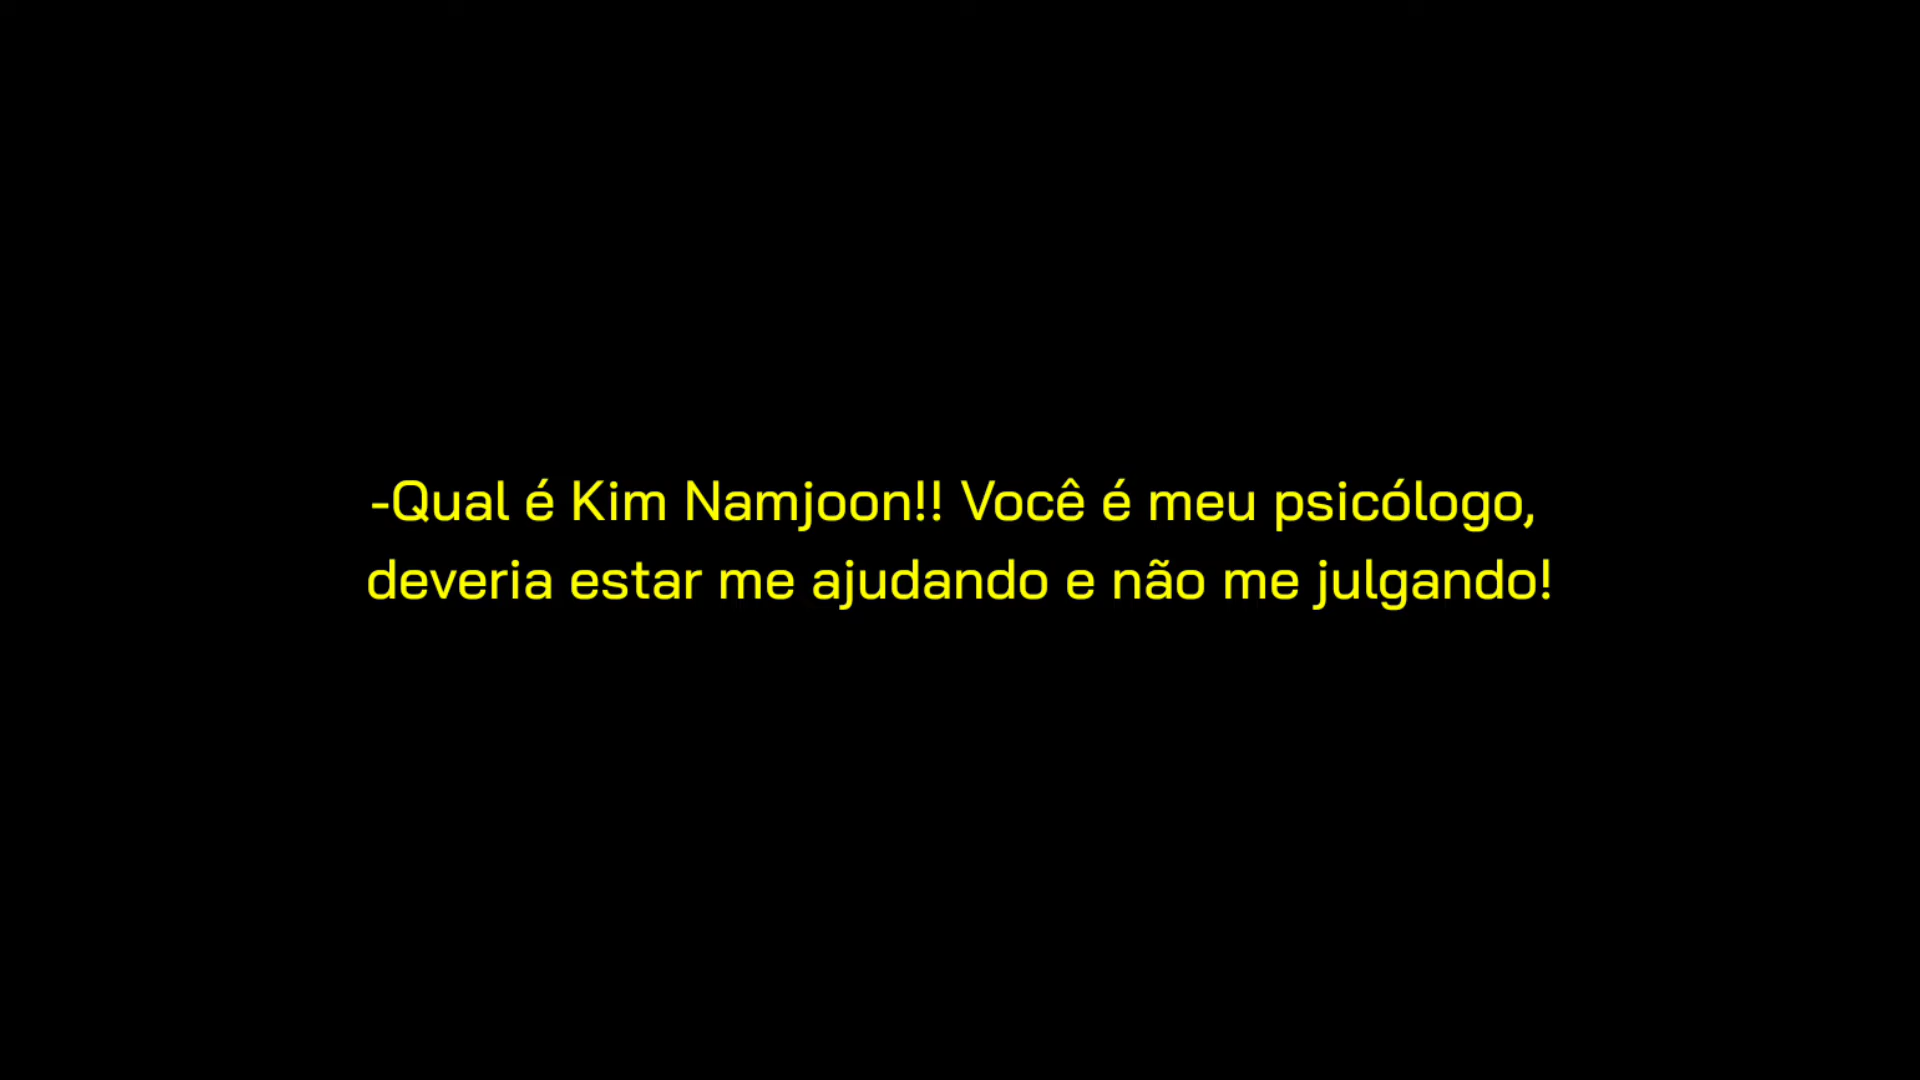 -Qual é Kim Namjoon!! Você é meu psicólogo,
deveria estar me ajudando e não me julgando!